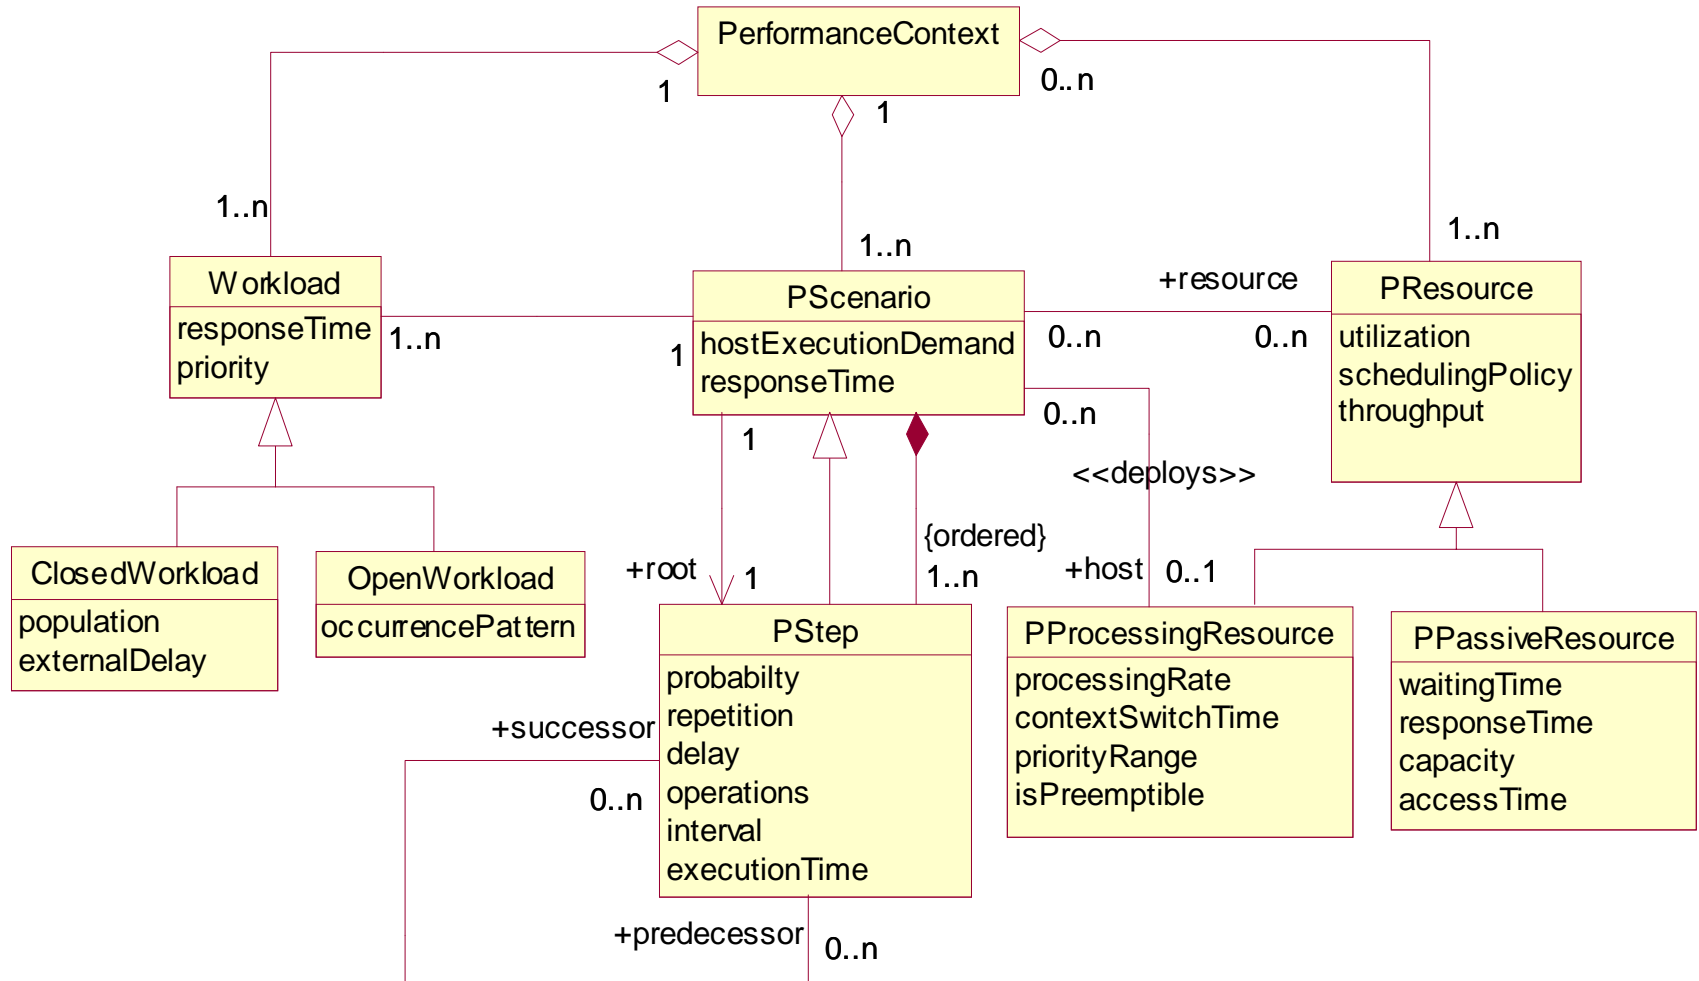 PerformanceContext
1
1
0..n
1..n
1..n
1..n
Workload
responseTime
priority
1..n
1
PScenario
hostExecutionDemand
responseTime
+resource
0..n
0..n
PResource
utilization
schedulingPolicy
throughput
1
0..n
<<deploys>>
{ordered}
+root
1
1..n
+host
0..1
ClosedWorkload
population
externalDelay
OpenWorkload
occurrencePattern
PStep
probabilty
repetition
delay
operations
interval
executionTime
PProcessingResource
processingRate
contextSwitchTime
priorityRange
isPreemptible
PPassiveResource
waitingTime
responseTime
capacity
accessTime
+successor
0..n
+predecessor
0..n